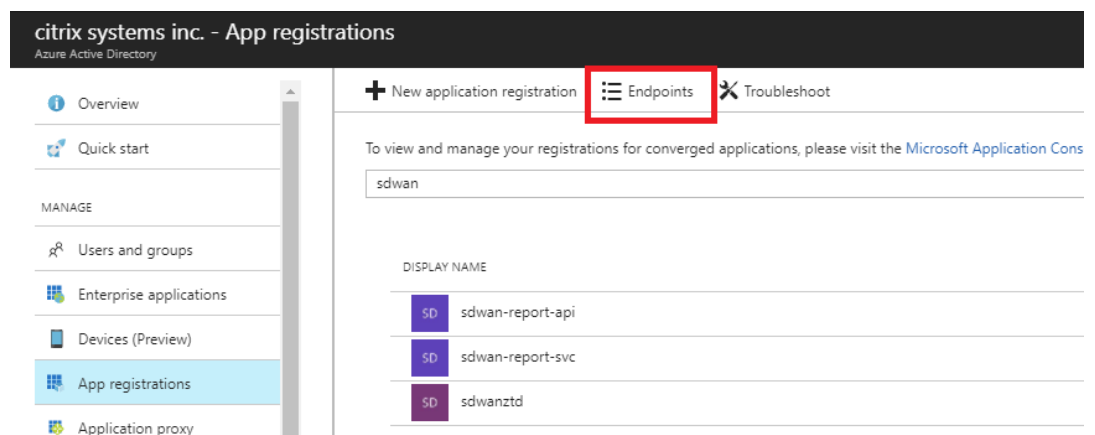 citrix systems inc. - App registrations
Azure Active Directory
Overview
Quick start
MANAGE
Users and groups
Enterprise applications
Devices (Preview)
App registrations
Application proxy
New application registration Endpoints Troubleshoot
To view and manage your registrations for converged applications, please visit the Microsoft Application Cons
sdwan
DISPLAY NAME
SD sdwan-report-api
SD sdwan-report-svc
SD sdwanztd